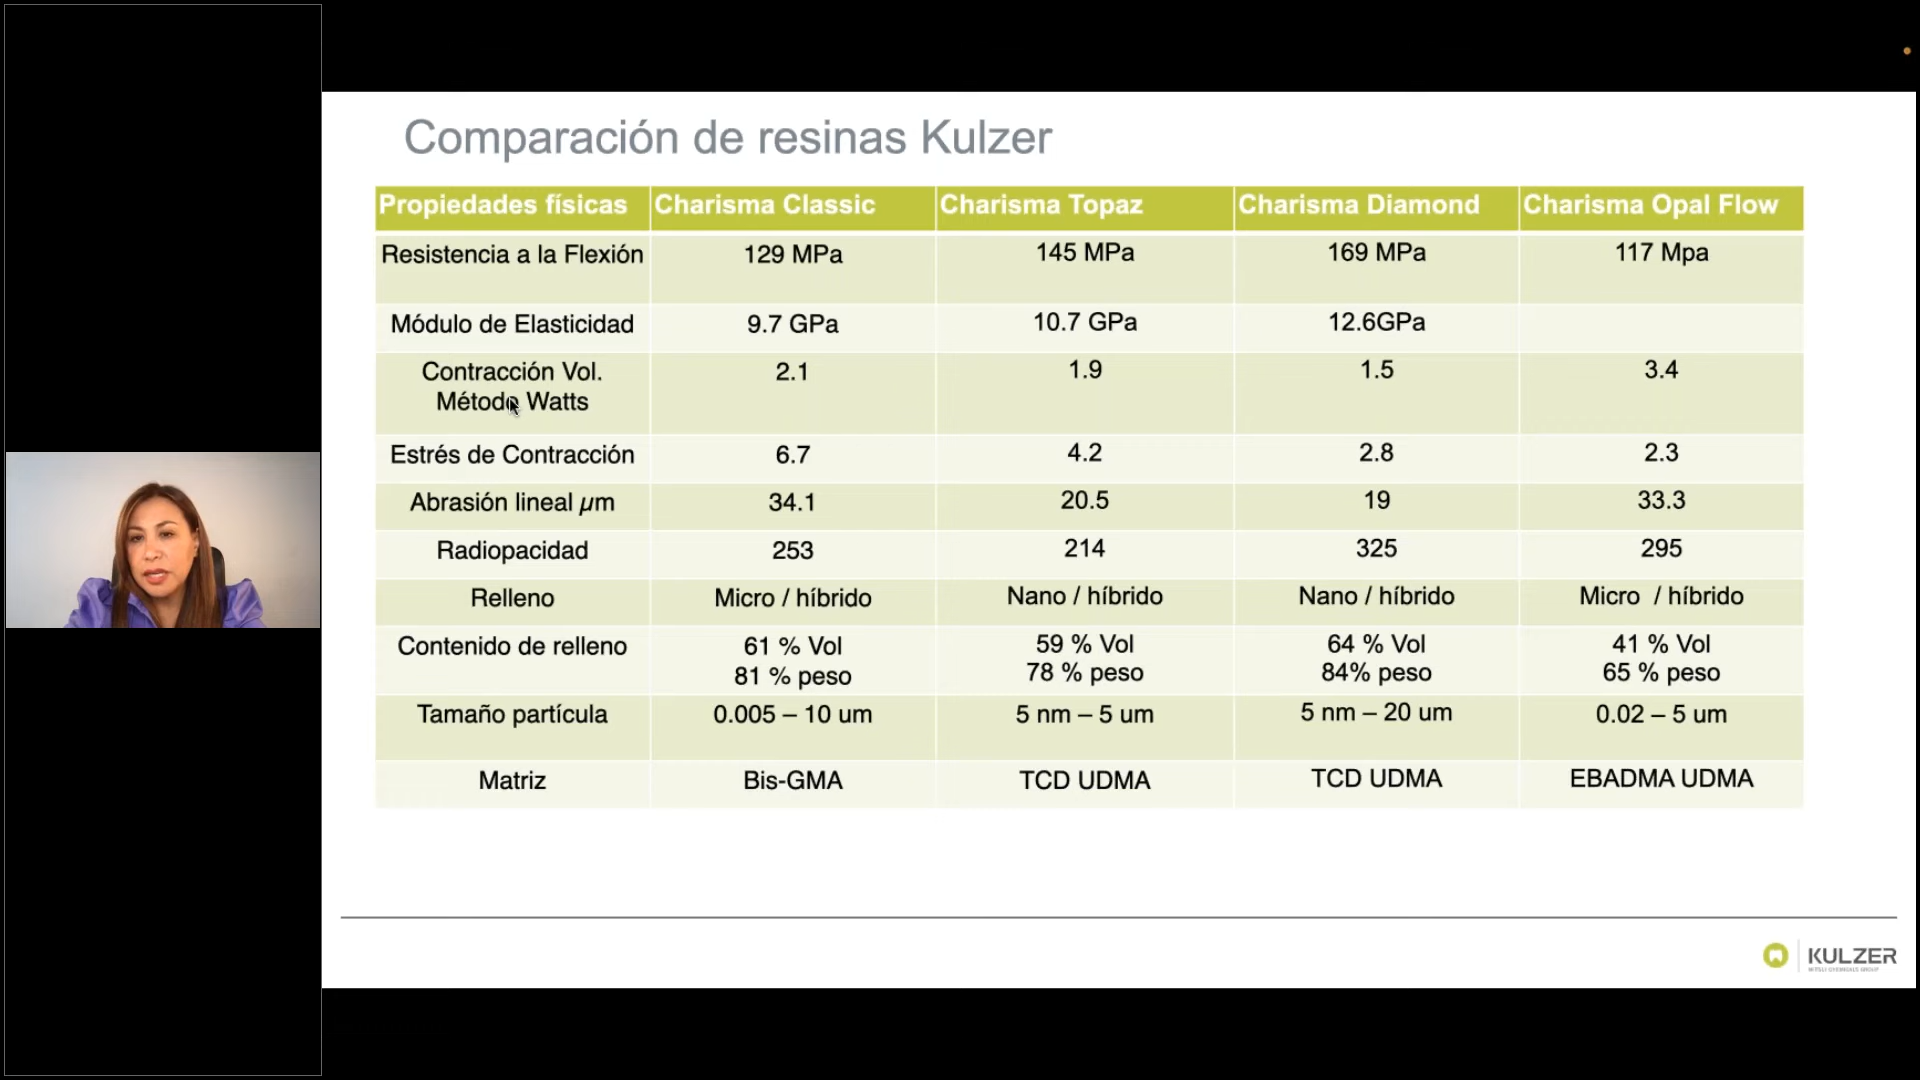 Comparación de resinas Kulzer
Propiedades físicas Charisma Classic Charisma Topaz Charisma Diamond Charisma Opal Flow
Resistencia a la Flexión 129 MPa 145 MPa 169 MPa 117 Mpa
Módulo de Elasticidad 9.7 GPa 10.7 GPa 12.6GPa
Contracción Vol. 2.1 1.9 1.5 3.4
Método Watts
Estrés de Contracción 6.7 4.2 2.8 2.3
Abrasión lineal µm 34.1 20.5 19 33.3
Radiopacidad 253 214 325 295
Relleno Micro / híbrido Nano / híbrido Nano / híbrido Micro / híbrido
Contenido de relleno 61 % Vol 59 % Vol 64 % Vol 41 % Vol
81 % peso 78 % peso 84% peso 65 % peso
Tamaño partícula 0.005 – 10 um 5 nm – 5 um 5 nm – 20 um 0.02 – 5 um
Matriz Bis-GMA TCD UDMA TCD UDMA EBADMA UDMA
KULZER
MITSUI CHEMICALS GROUP